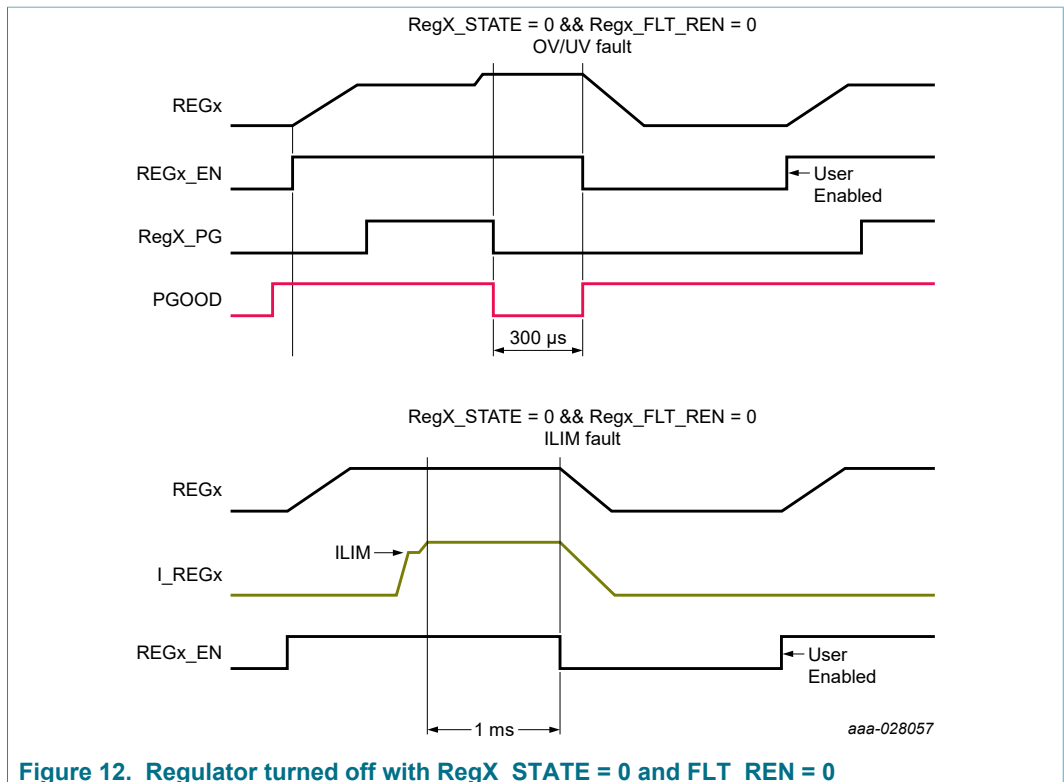 RegX_STATE = 0 && Regx_FLT_REN = 0
OV/UV fault
REGx
REGx_EN
User
Enabled
RegX_PG
PGOOD
300 µs
RegX_STATE = 0 && Regx_FLT_REN = 0
ILIM fault
REGx
ILIM
I_REGx
REGx_EN
User
Enabled
1 ms
aaa-028057
Figure 12. Regulator turned off with RegX_STATE = 0 and FLT_REN = 0